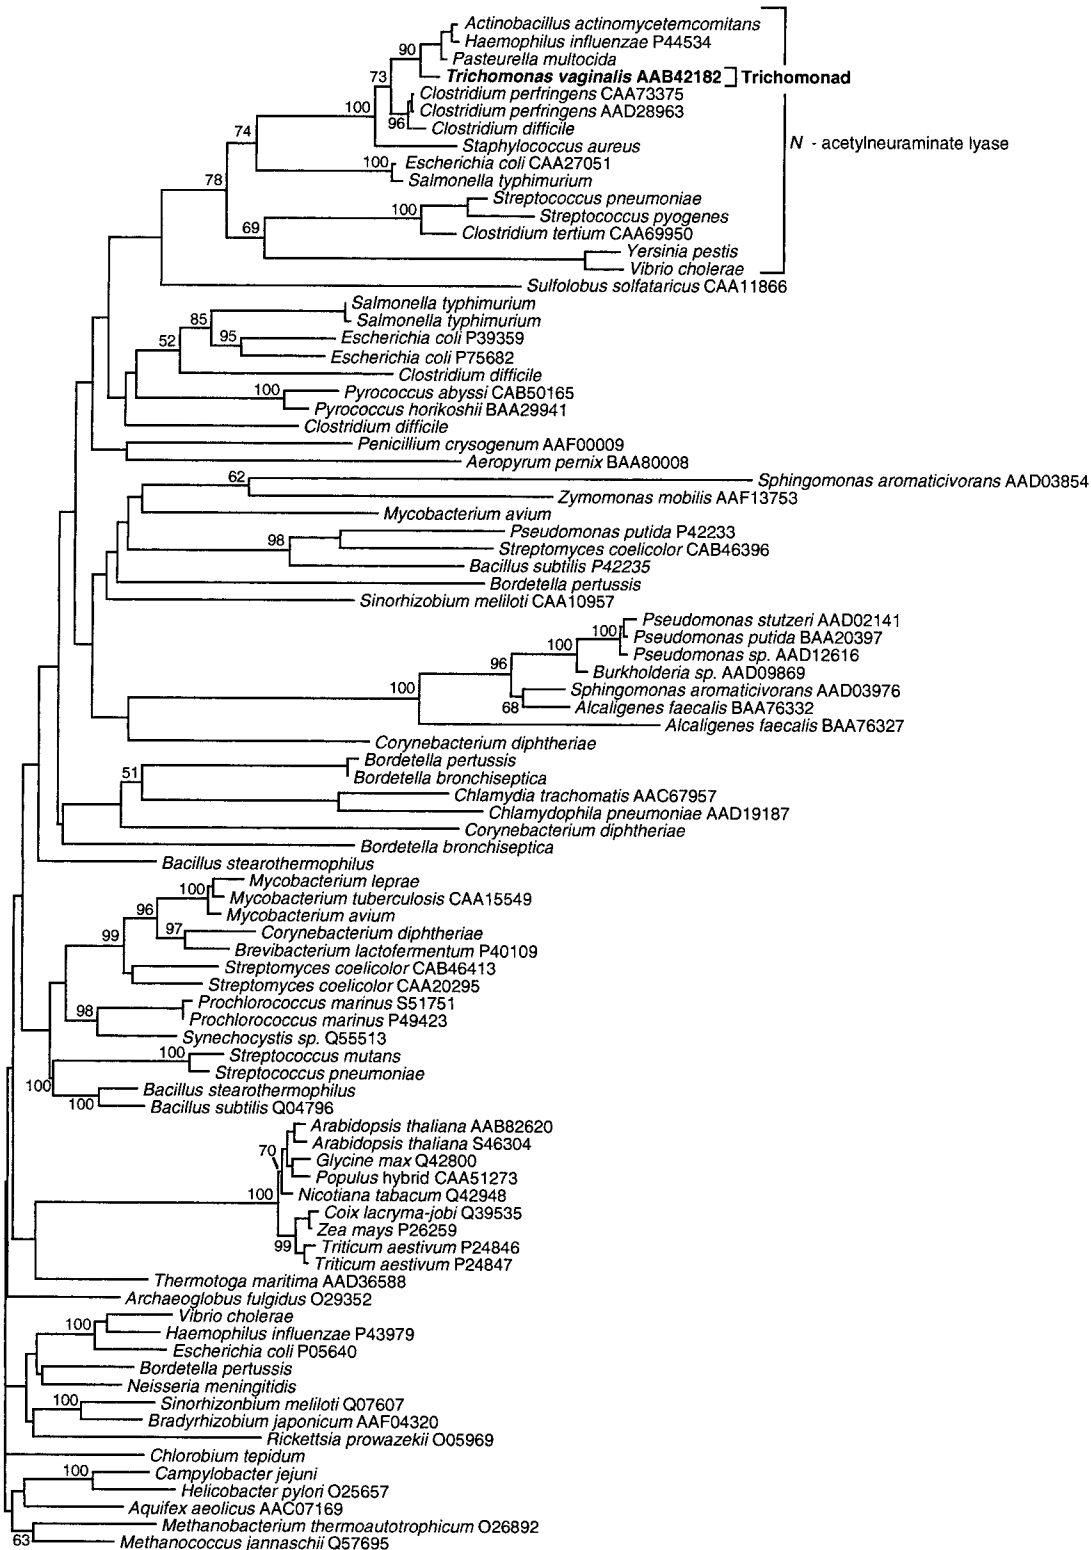 Actinobacillus actinomycetemcomitans
Haemophilus influenzae P44534
90
Pasteurella multocida
Trichomonas vaginalis AAB42182 Trichomonad
73
Clostridium perfringens CAA73375
100
Clostridium perfringens AAD28963
96
Clostridium difficile
74
Staphylococcus aureus
N - acetylneuraminate lyase
100
Escherichia coli CAA27051
78
Salmonella typhimurium
Streptococcus pneumoniae
100
Streptococcus pyogenes
69
Clostridium tertium CAA69950
Yersinia pestis
Vibrio cholerae
Sulfolobus solfataricus CAA11866
Salmonella typhimurium
85
Salmonella typhimurium
95
Escherichia coli P39359
52
Escherichia coli P75682
Clostridium difficile
100
Pyrococcus abyssi CAB50165
Pyrococcus horikoshii BAA29941
Clostridium difficile
Penicillium crysogenum AAF00009
Aeropyrum pernix BAA80008
62
Sphingomonas aromaticivorans AAD03854
Zymomonas mobilis AAF13753
Mycobacterium avium
Pseudomonas putida P42233
98
Streptomyces coelicolor CAB46396
Bacillus subtilis P42235
Bordetella pertussis
Sinorhizobium meliloti CAA10957
Pseudomonas stutzeri AAD02141
100
Pseudomonas putida BAA20397
100
Pseudomonas sp. AAD12616
96
Burkholderia sp. AAD09869
100
Sphingomonas aromaticivorans AAD03976
68
Alcaligenes faecalis BAA76332
Alcaligenes faecalis BAA76327
Corynebacterium diphtheriae
Bordetella pertussis
51
Bordetella bronchiseptica
Chlamydia trachomatis AAC67957
Chlamydophila pneumoniae AAD19187
Corynebacterium diphtheriae
Bordetella bronchiseptica
Bacillus stearothermophilus
Mycobacterium leprae
100
Mycobacterium tuberculosis CAA15549
96
Mycobacterium avium
97
Corynebacterium diphtheriae
99
Brevibacterium lactofermentum P40109
Streptomyces coelicolor CAB46413
Streptomyces coelicolor CAA20295
Prochlorococcus marinus S51751
98
Prochlorococcus marinus P49423
Synechocystis sp. Q55513
100
Streptococcus mutans
Streptococcus pneumoniae
100
Bacillus stearothermophilus
100
Bacillus subtilis Q04796
Arabidopsis thaliana AAB82620
Arabidopsis thaliana S46304
70
Glycine max Q42800
Populus hybrid CAA51273
100
Nicotiana tabacum Q42948
Coix lacryma-jobi Q39535
Zea mays P26259
99
Triticum aestivum P24846
Triticum aestivum P24847
Thermotoga maritima AAD36588
Archaeoglobus fulgidus O29352
Vibrio cholerae
100
Haemophilus influenzae P43979
Escherichia coli P05640
Bordetella pertussis
Neisseria meningitidis
100
Sinorhizonbium meliloti Q07607
Bradyrhizobium japonicum AAF04320
Rickettsia prowazekii O05969
Chlorobium tepidum
100
Campylobacter jejuni
Helicobacter pylori O25657
Aquifex aeolicus AAC07169
Methanobacterium thermoautotrophicum O26892
63
Methanococcus jannaschii Q57695